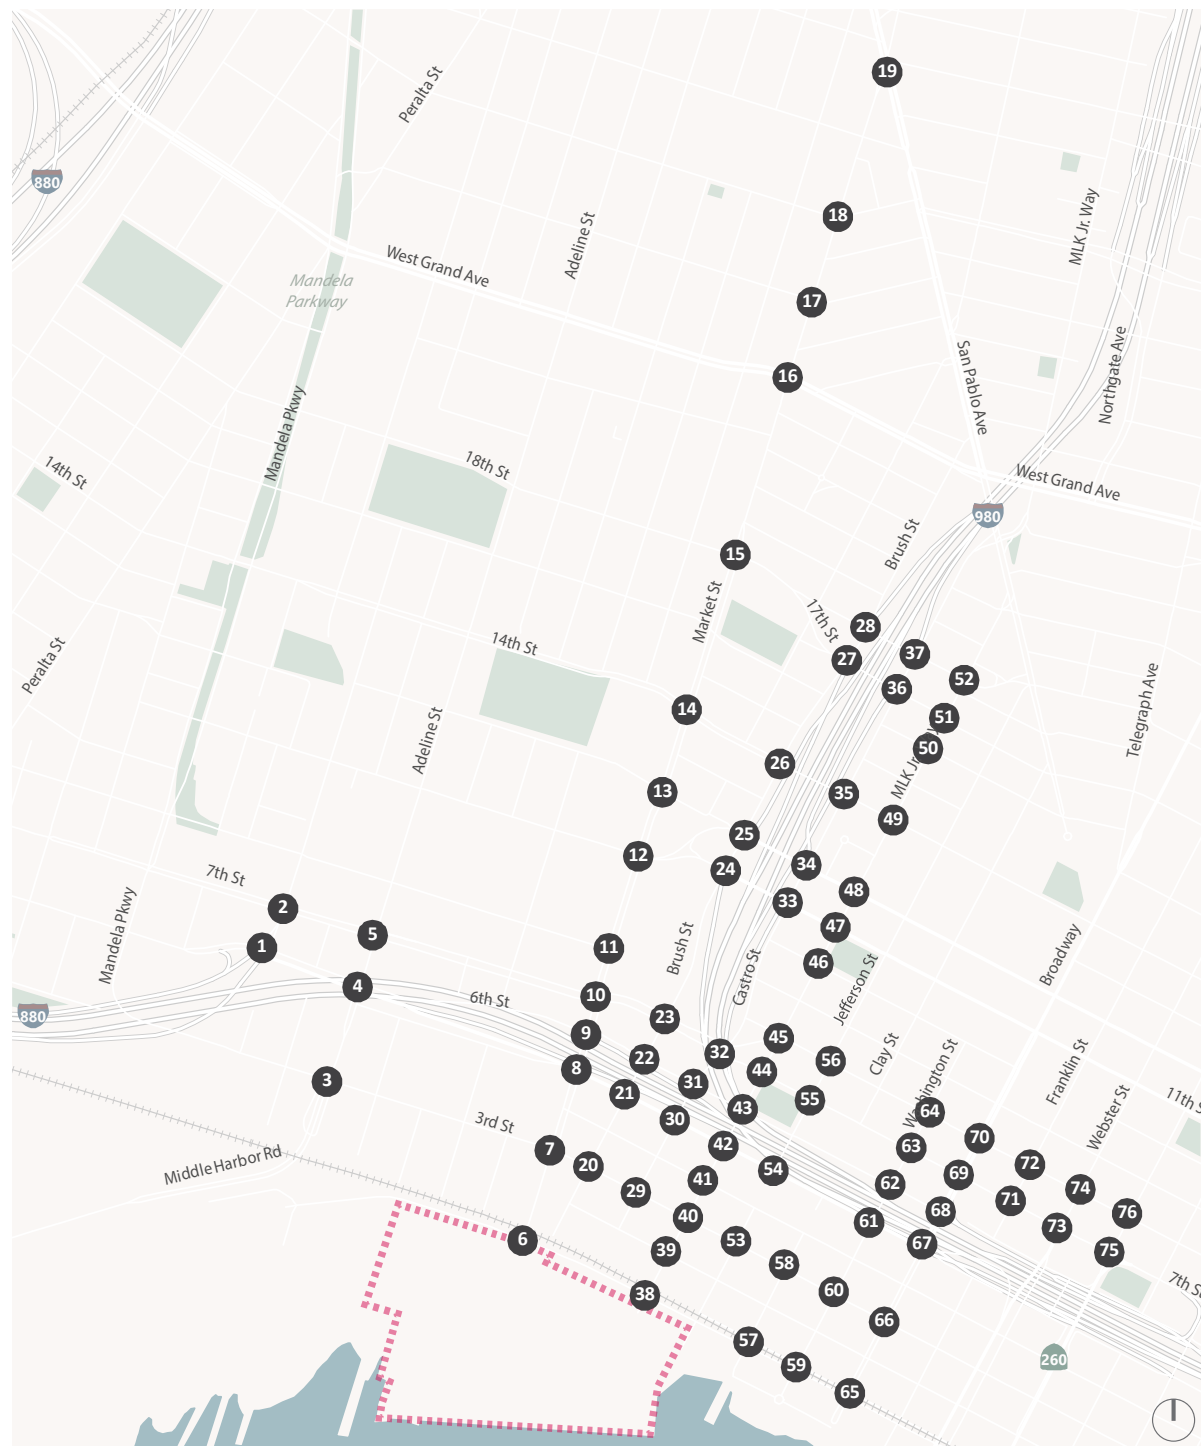 19
Peralta St
880
18
MLK Jr. Way
Adeline St
West Grand Ave
Mandela
Parkway
17
San Pablo Ave
Northgate Ave
16
Mandela Pkwy
18th St
14th St
West Grand Ave
980
Brush St
15
Market St
17th St
28
14th St
27
37
Peralta St
36
52
Telegraph Ave
14
51
Adeline St
50
26
MLK Jr.
13
35
49
25
12
34
24
7th St
48
33
2
Mandela Pkwy
47
5
1
11
Brush St
46
Broadway
Castro St
Jefferson St
4
10
6th St
880
23
9
45
32
22
Clay St
56
8
44
Franklin St
3
31
21
55
43
Washington St
64
11th St
Webster St
30
3rd St
70
42
63
7
20
Middle Harbor Rd
54
72
69
41
62
74
29
71
68
40
76
61
73
6
53
67
39
75
58
7th St
60
38
66
57
260
59
65